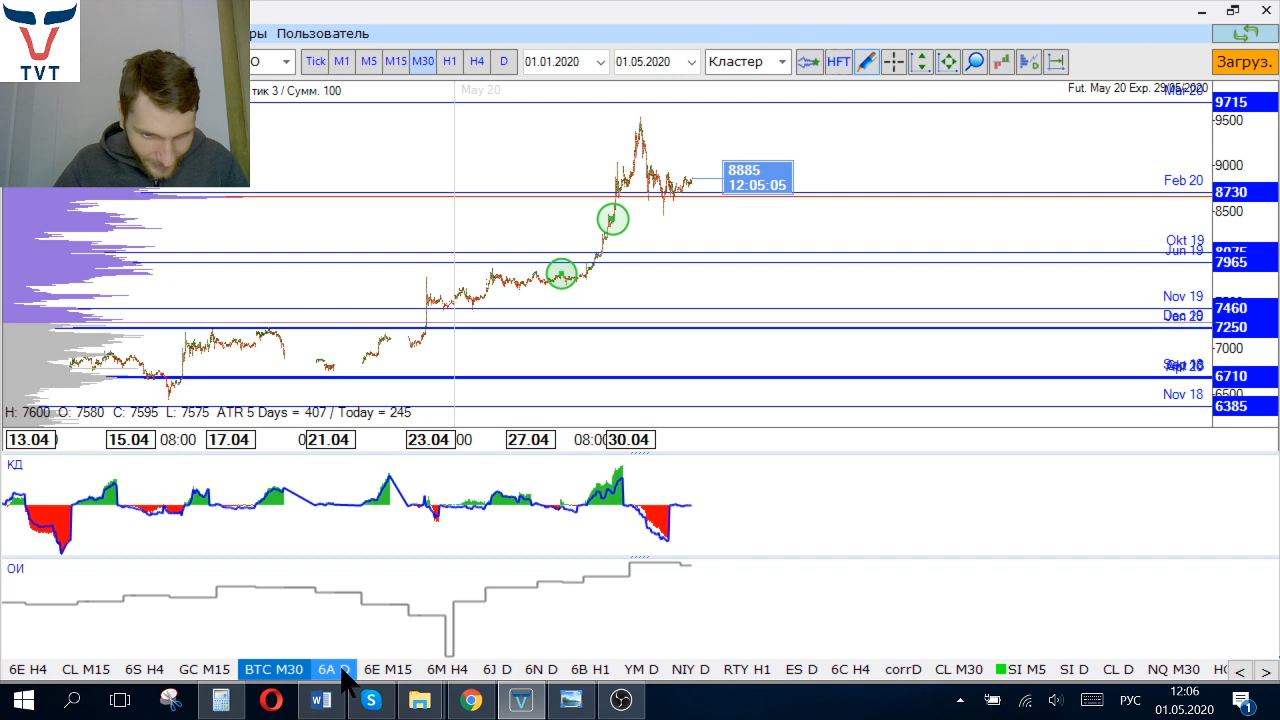 TVT
ры Пользователь
O Tick M1 M5 M15 M30 H1 H4 D 01.01.2020 01.05.2020 Кластер HFT Загруз.
тик 3 / Сумм. 100
May 20
Fut. May 20 Exp. 29/05/2020
9715
9500
9000
8885
12:05:05
Feb 20
8730
8500
Okt 19
Jun 19
7965
Nov 19
7460
7250
7000
6710
Nov 18
6385
H: 7600 O: 7580 C: 7595 L: 7575 ATR 5 Days = 407 / Today = 245
13.04 15.04 08:00 17.04 21.04 23.04 27.04 30.04
КД
ОИ
6E H4 CL M15 6S H4 GC M15 BTC M30 6A D 6E M15 6M H4 6J D 6N D 6B H1 YM D NIY D RTY H1 ES D 6C H4 corrD CL M30 SI M5 SI D CL D NQ M30
РУС
12:06
01.05.2020
1